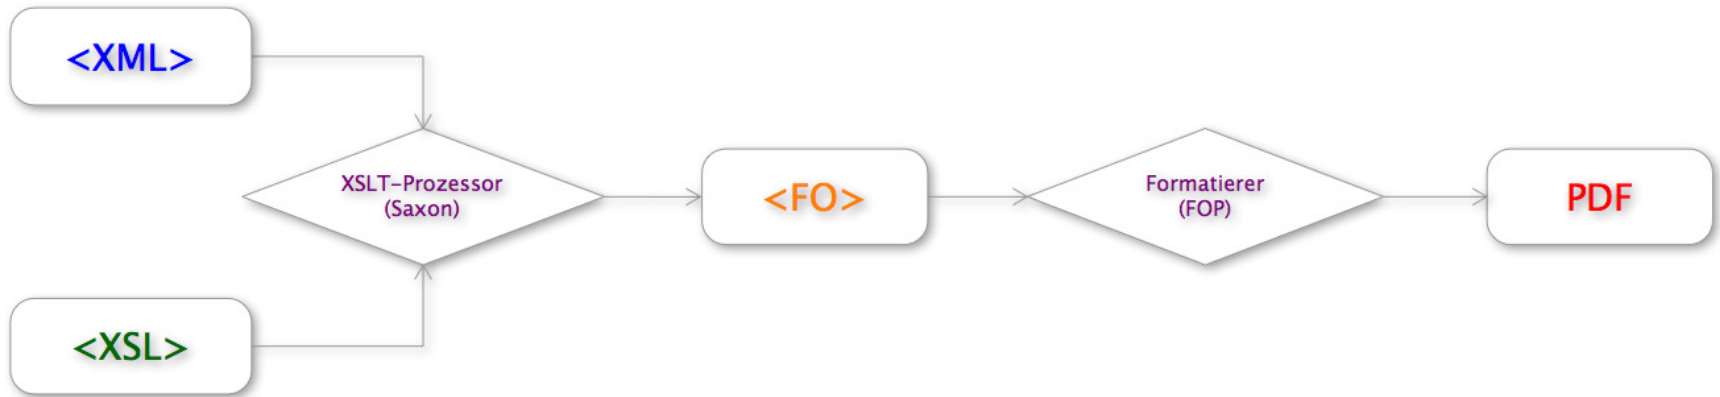 <XML>
XSLT-Prozessor
(Saxon)
<XSL>
<FO>
Formatierer
(FOP)
PDF